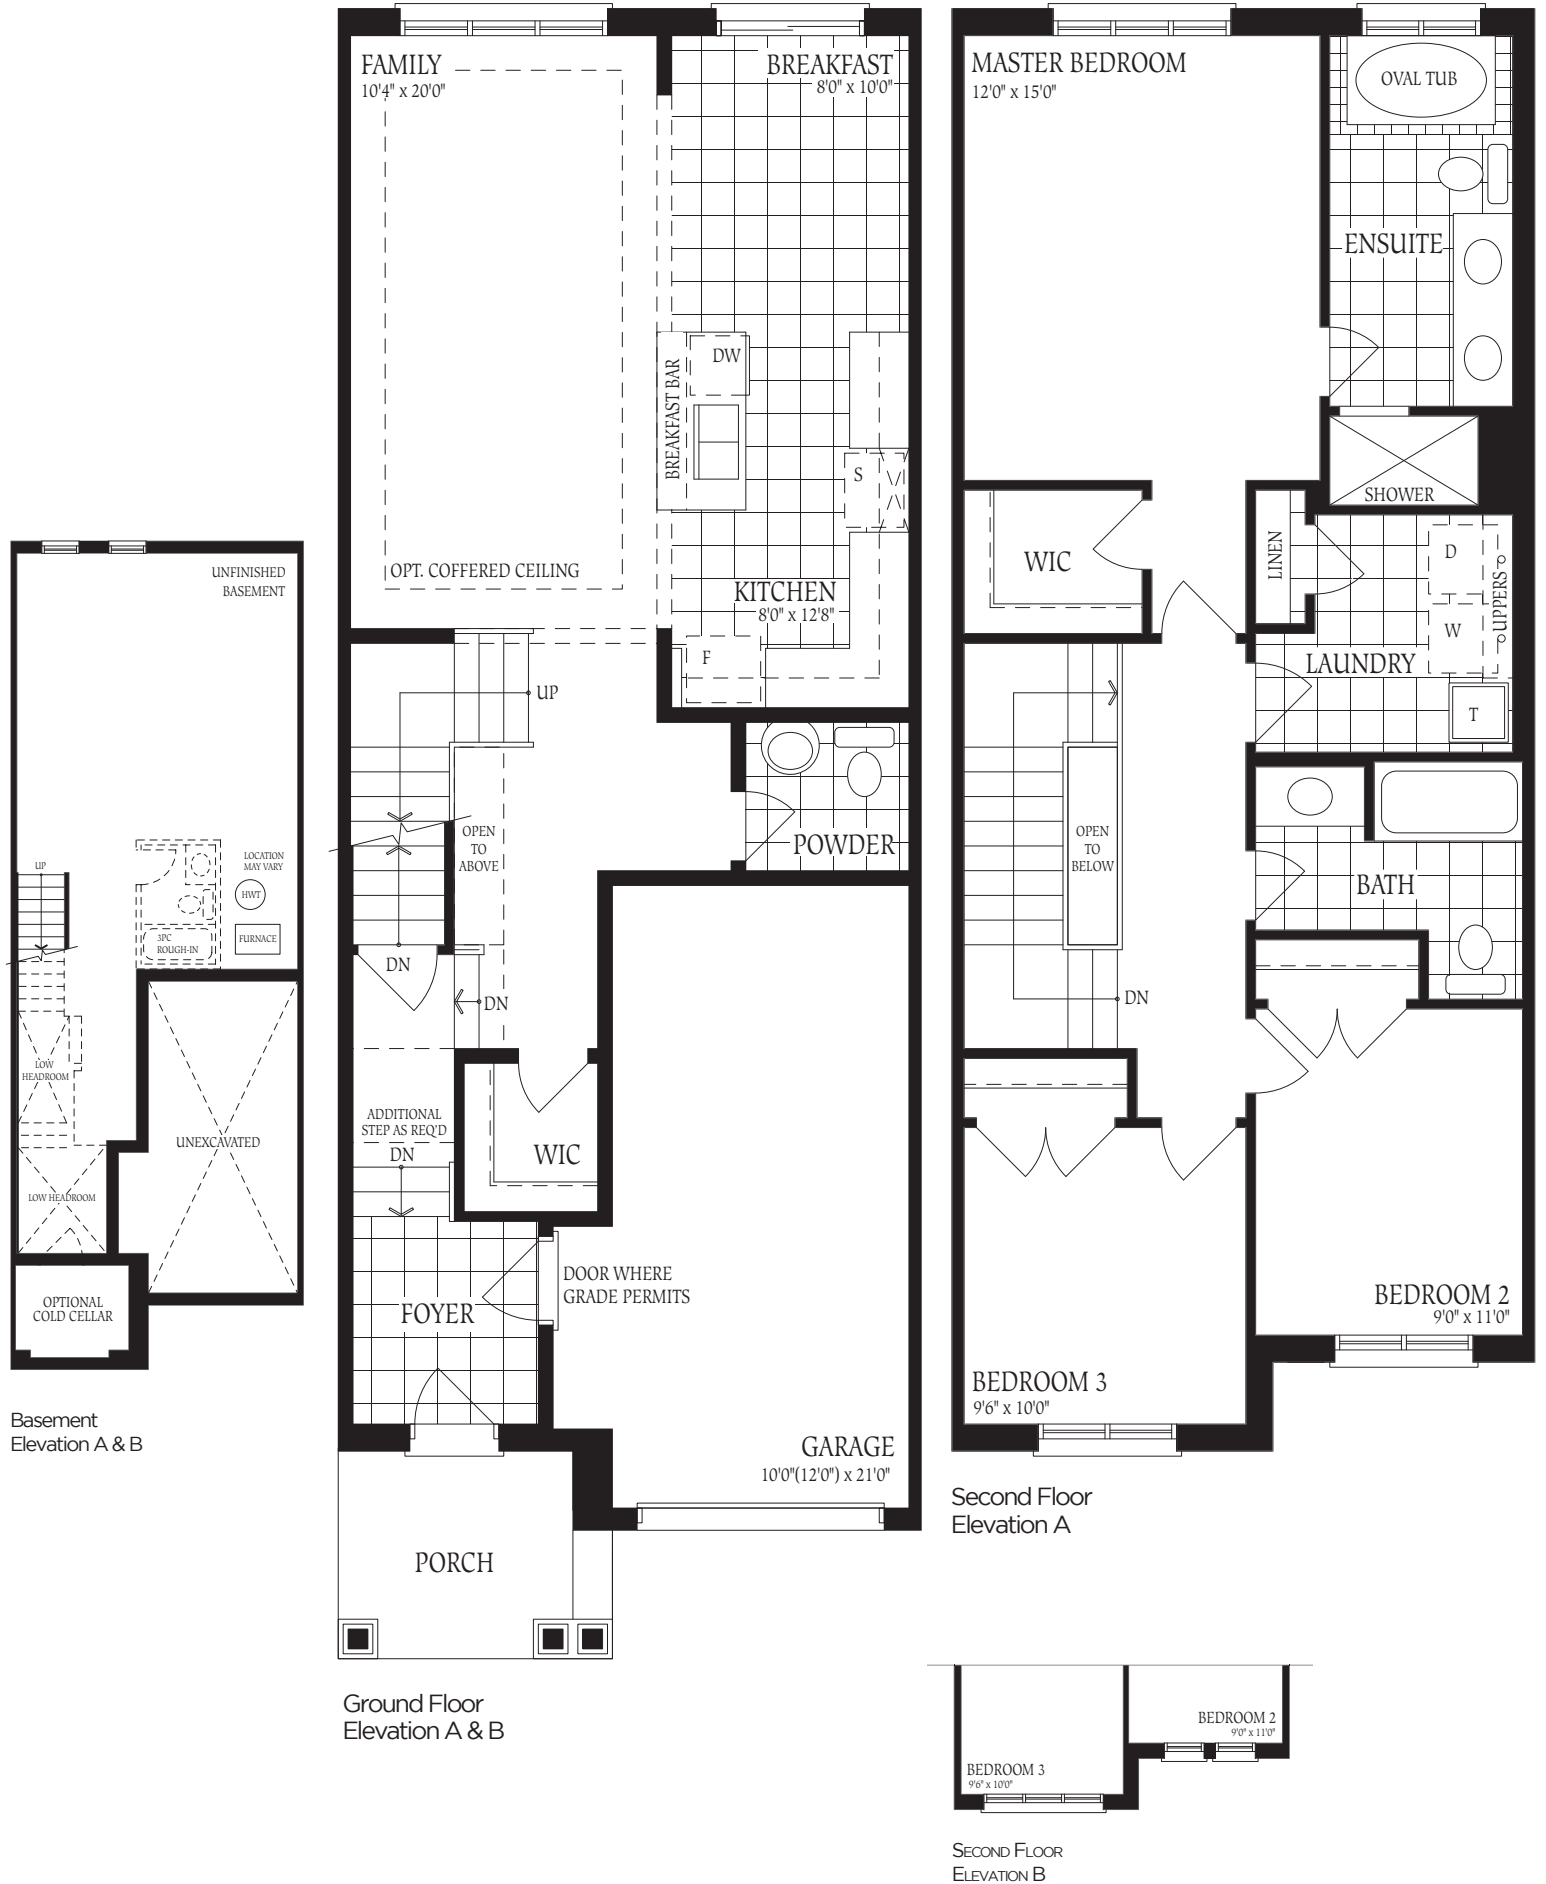 FAMILY
10'4" x 20'0"
OPT. COFFERED CEILING
BREAKFAST
8'0" x 10'0"
BREAKFAST BAR
DW
S
KITCHEN
8'0" x 12'8"
F
UP
OPEN
TO
ABOVE
POWDER
DN
DN
ADDITIONAL
STEP AS REQ'D
DN
WIC
FOYER
DOOR WHERE
GRADE PERMITS
GARAGE
10'0"(12'0") x 21'0"
PORCH
Ground Floor
Elevation A & B
UNFINISHED
BASEMENT
UP
LOCATION
MAY VARY
HWT
3PC
ROUGH-IN
FURNACE
LOW
HEADROOM
UNEXCAVATED
LOW HEADROOM
OPTIONAL
COLD CELLAR
Basement
Elevation A & B
MASTER BEDROOM
12'0" x 15'0"
OVAL TUB
ENSUITE
SHOWER
WIC
LINEN
D
W
UPPERS
LAUNDRY
T
OPEN
TO
BELOW
BATH
DN
BEDROOM 2
9'0" x 11'0"
BEDROOM 3
9'6" x 10'0"
Second Floor
Elevation A
BEDROOM 2
9'0" x 11'0"
BEDROOM 3
9'6" x 10'0"
SECOND FLOOR
ELEVATION B